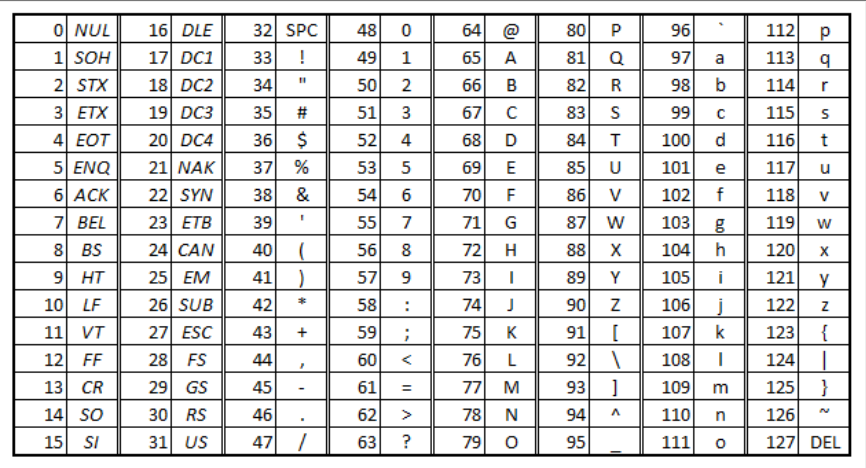 0 NUL 16 DLE 32 SPC 48 0 64 @ 80 P 96 ` 112 p
1 SOH 17 DC1 33 ! 49 1 65 A 81 Q 97 a 113 q
2 STX 18 DC2 34 " 50 2 66 B 82 R 98 b 114 r
3 ETX 19 DC3 35 # 51 3 67 C 83 S 99 c 115 s
4 EOT 20 DC4 36 $ 52 4 68 D 84 T 100 d 116 t
5 ENQ 21 NAK 37 % 53 5 69 E 85 U 101 e 117 u
6 ACK 22 SYN 38 & 54 6 70 F 86 V 102 f 118 v
7 BEL 23 ETB 39 ' 55 7 71 G 87 W 103 g 119 w
8 BS 24 CAN 40 ( 56 8 72 H 88 X 104 h 120 x
9 HT 25 EM 41 ) 57 9 73 I 89 Y 105 i 121 y
10 LF 26 SUB 42 * 58 : 74 J 90 Z 106 j 122 z
11 VT 27 ESC 43 + 59 ; 75 K 91 [ 107 k 123 {
12 FF 28 FS 44 , 60 < 76 L 92 \ 108 l 124 |
13 CR 29 GS 45 - 61 = 77 M 93 ] 109 m 125 }
14 SO 30 RS 46 . 62 > 78 N 94 ^ 110 n 126 ~
15 SI 31 US 47 / 63 ? 79 O 95 _ 111 o 127 DEL